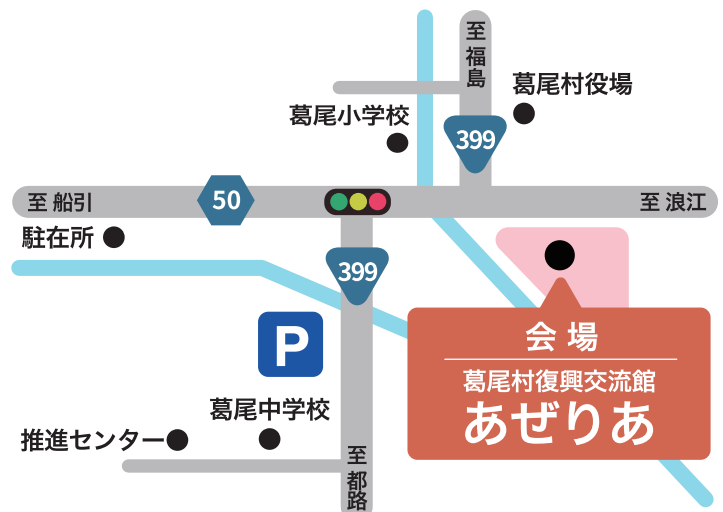 至福島
葛尾村役場
葛尾小学校
399
至 船引
50
至 浪江
駐在所
399
P
会場
葛尾村復興交流館
あぜりあ
葛尾中学校
推進センター
至都路